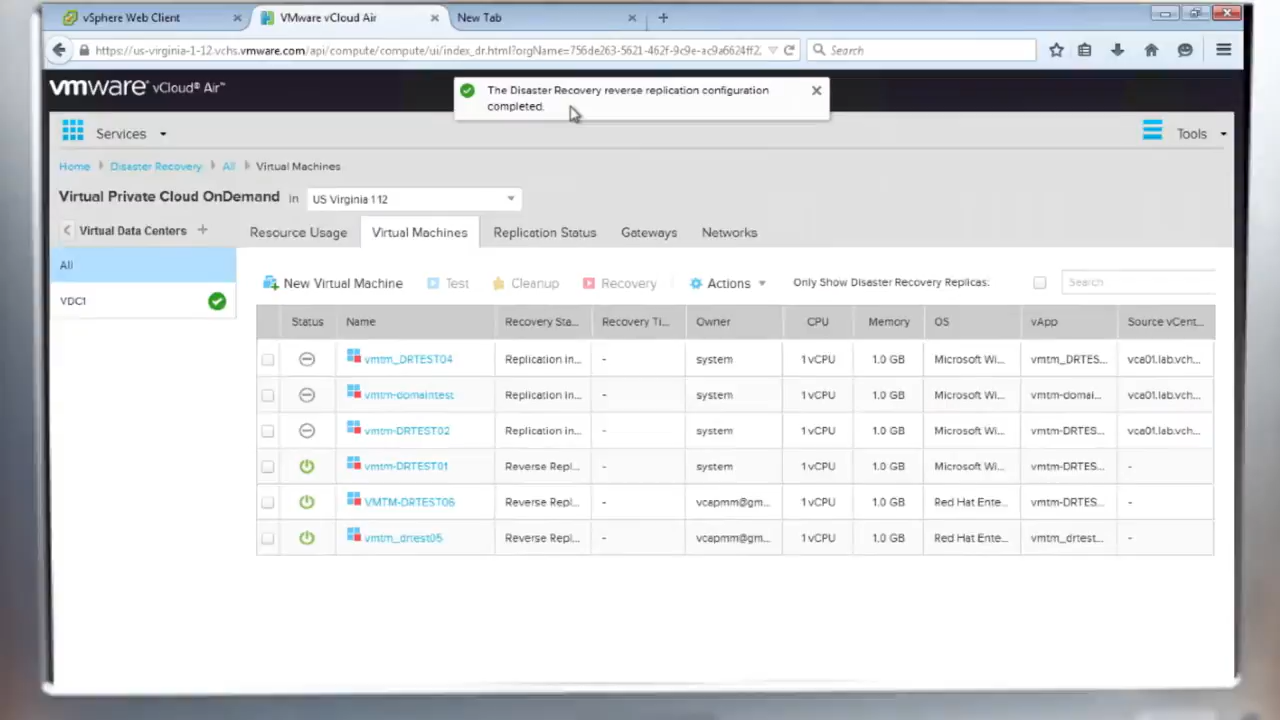 vSphere Web Client
VMware vCloud Air
New Tab
https://us-virginia-1-12.vchs.vmware.com/api/compute/compute/ui/index_dr.html?orgName=756de263-5621-462f-9c9e-ac9a6624ff2
Search
vmware® vCloud® Air™
The Disaster Recovery reverse replication configuration
completed.
Services
Tools
Home Disaster Recovery All Virtual Machines
Virtual Private Cloud OnDemand in US Virginia 1 12
Virtual Data Centers +
Resource Usage Virtual Machines Replication Status Gateways Networks
All
VDC1
New Virtual Machine Test Cleanup Recovery Actions Only Show Disaster Recovery Replicas: Search
Status Name Recovery Sta... Recovery Ti... Owner CPU Memory OS vApp Source vCent...
vmtm_DRTEST04 Replication in... - system 1 vCPU 1.0 GB Microsoft Wi... vmtm_DRTES... vca01.lab.vch...
vmtm-domaintest Replication in... - system 1 vCPU 1.0 GB Microsoft Wi... vmtm-domai... vca01.lab.vch...
vmtm-DRTEST02 Replication in... - system 1 vCPU 1.0 GB Microsoft Wi... vmtm-DRTES... vca01.lab.vch...
vmtm-DRTEST01 Reverse Repl... - system 1 vCPU 1.0 GB Microsoft Wi... vmtm-DRTES... -
VMTM-DRTEST06 Reverse Repl... - vcapmm@gm... 1 vCPU 1.0 GB Red Hat Ente... vmtm-DRTES... -
vmtm_drtest05 Reverse Repl... - vcapmm@gm... 1 vCPU 1.0 GB Red Hat Ente... vmtm_drtest... -